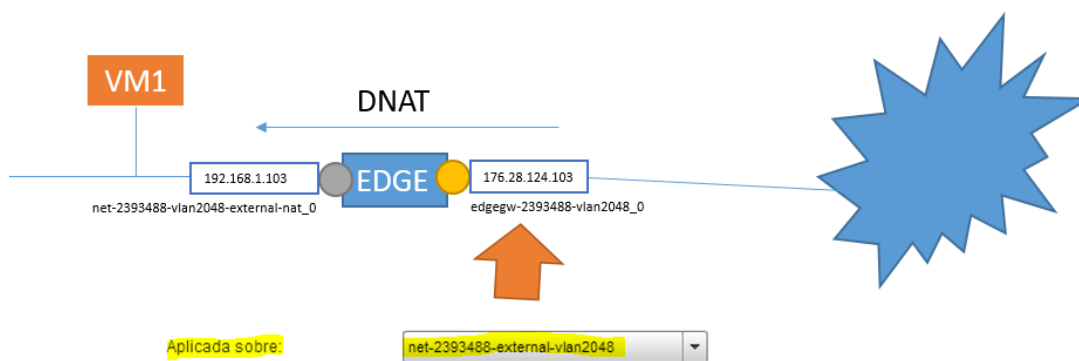 VM1
DNAT
192.168.1.103
EDGE
176.28.124.103
net-2393488-vlan2048-external-nat_0
edgegw-2393488-vlan2048_0
Aplicada sobre:
net-2393488-external-vlan2048